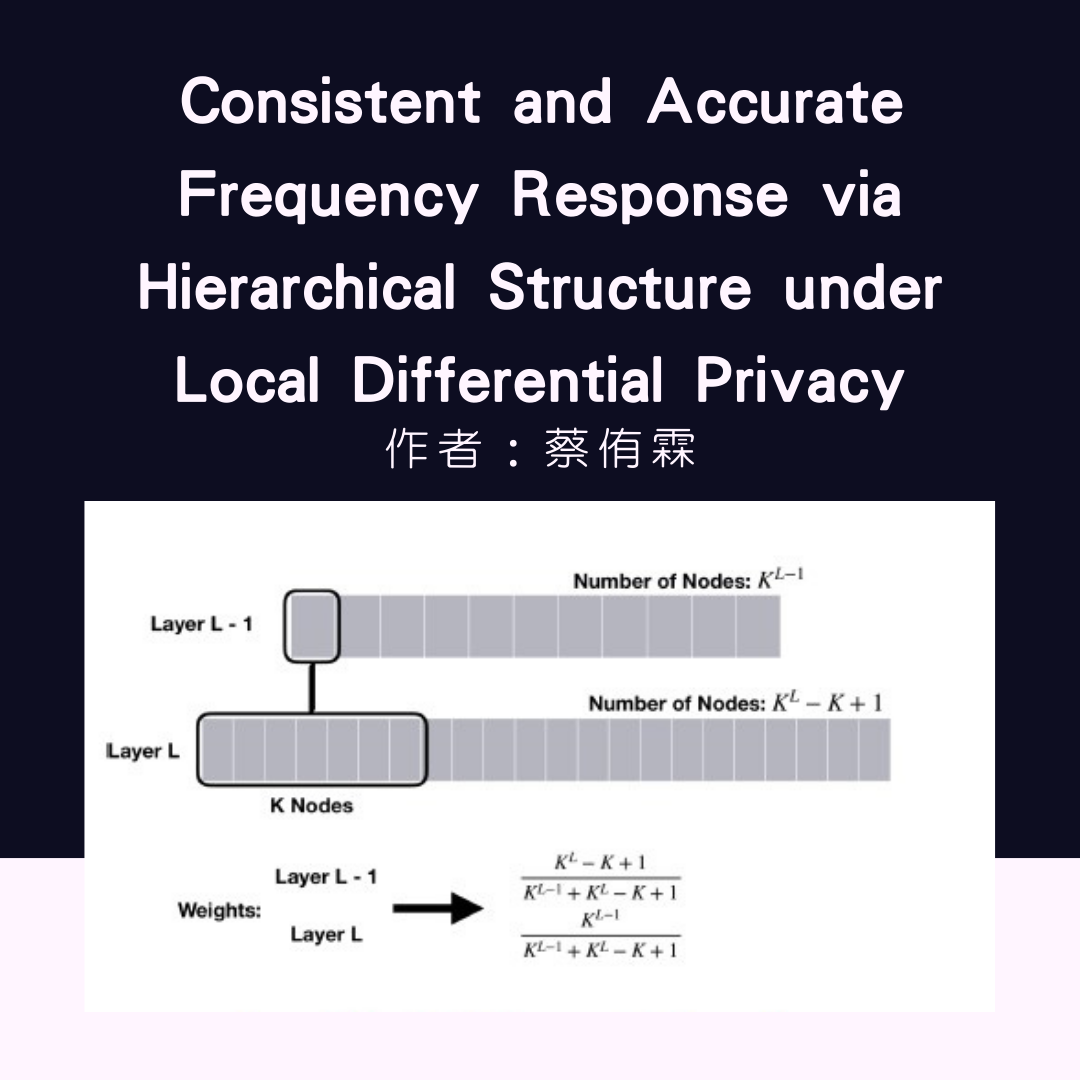 Consistent and Accurate
Frequency Response via
Hierarchical Structure under
Local Differential Privacy
作者：蔡侑霖
Number of Nodes: K^{L-1}
Layer L - 1
Number of Nodes: K^L - K + 1
Layer L
K Nodes
Weights:
Layer L - 1
Layer L
K^L - K + 1
K^{L-1} + K^L - K + 1
K^{L-1}
K^{L-1} + K^L - K + 1